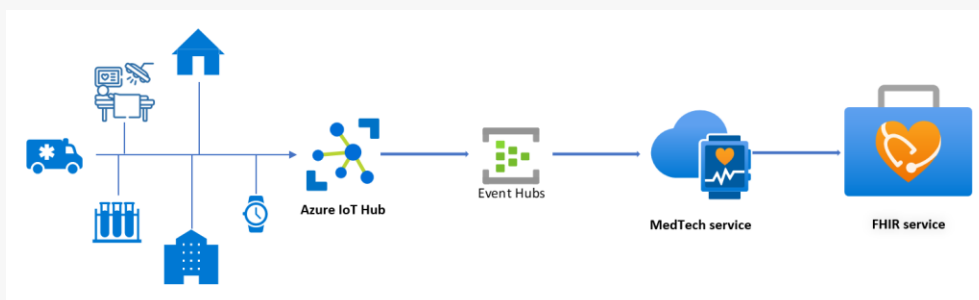 Azure IoT Hub
Event Hubs
MedTech service
FHIR service